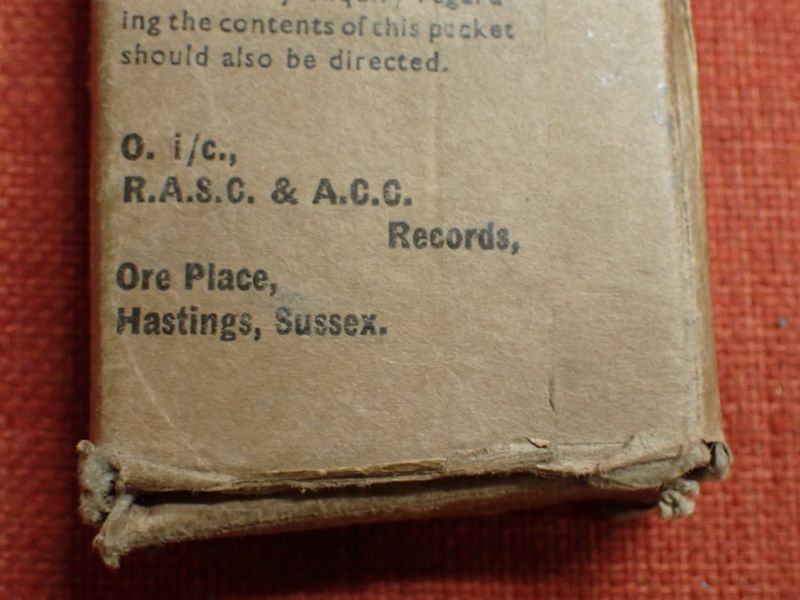 ing the contents of this packet
should also be directed.
O. i/c.,
R.A.S.C. & A.C.C.
Records,
Ore Place,
Hastings, Sussex.